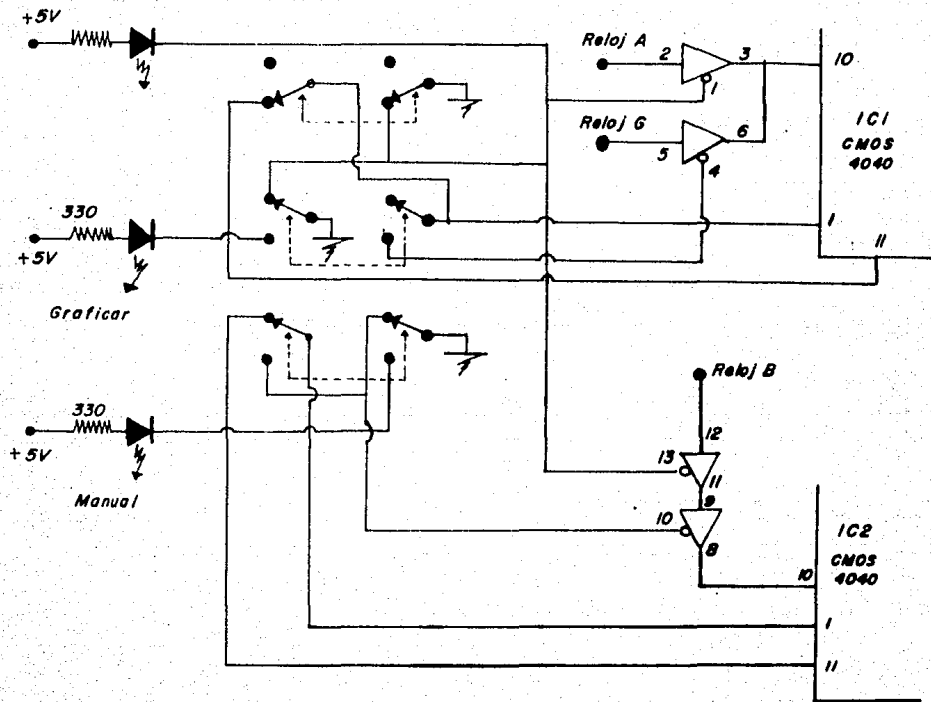 +5V
Reloj A
2
3
10
1
IC1
CMOS
4040
Reloj G
5
6
4
1
11
330
+5V
Graficar
Reloj B
12
13
11
9
10
8
330
+5V
Manual
IC2
CMOS
4040
10
1
11